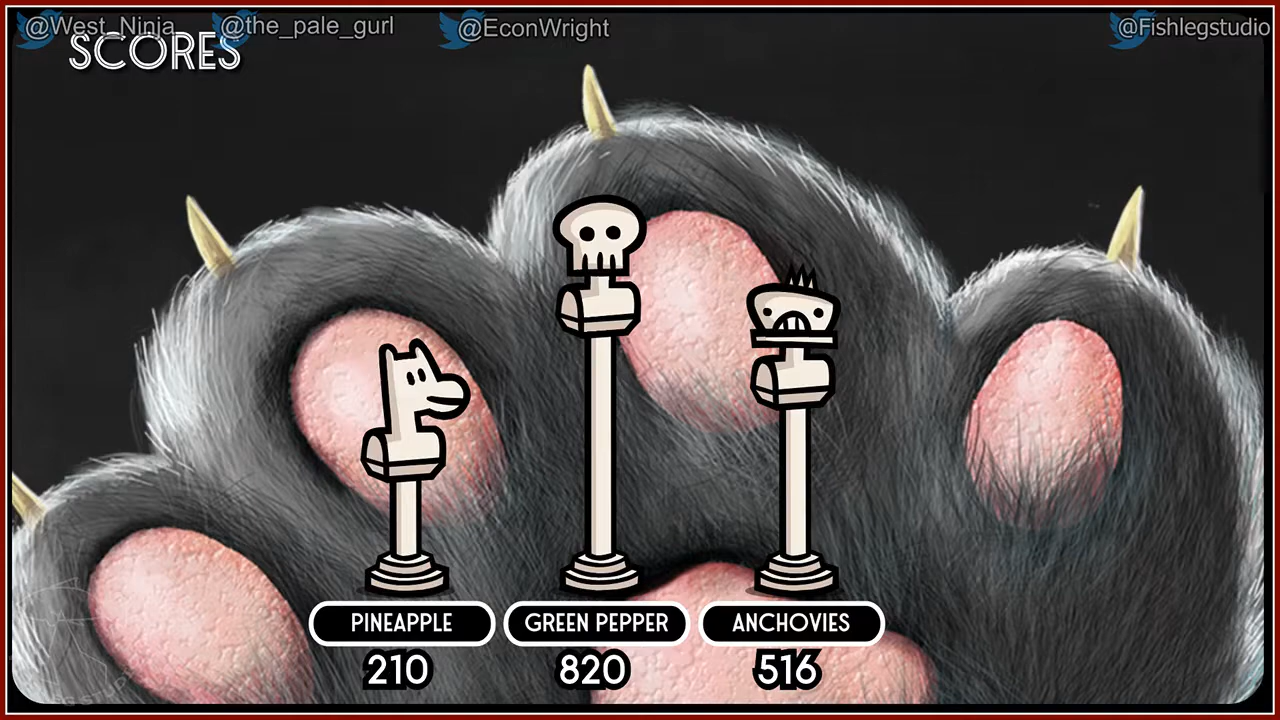 @West_Ninja @the_pale_gurl @EconWright @Fishlegstudio
SCORES
PINEAPPLE GREEN PEPPER ANCHOVIES
210 820 516